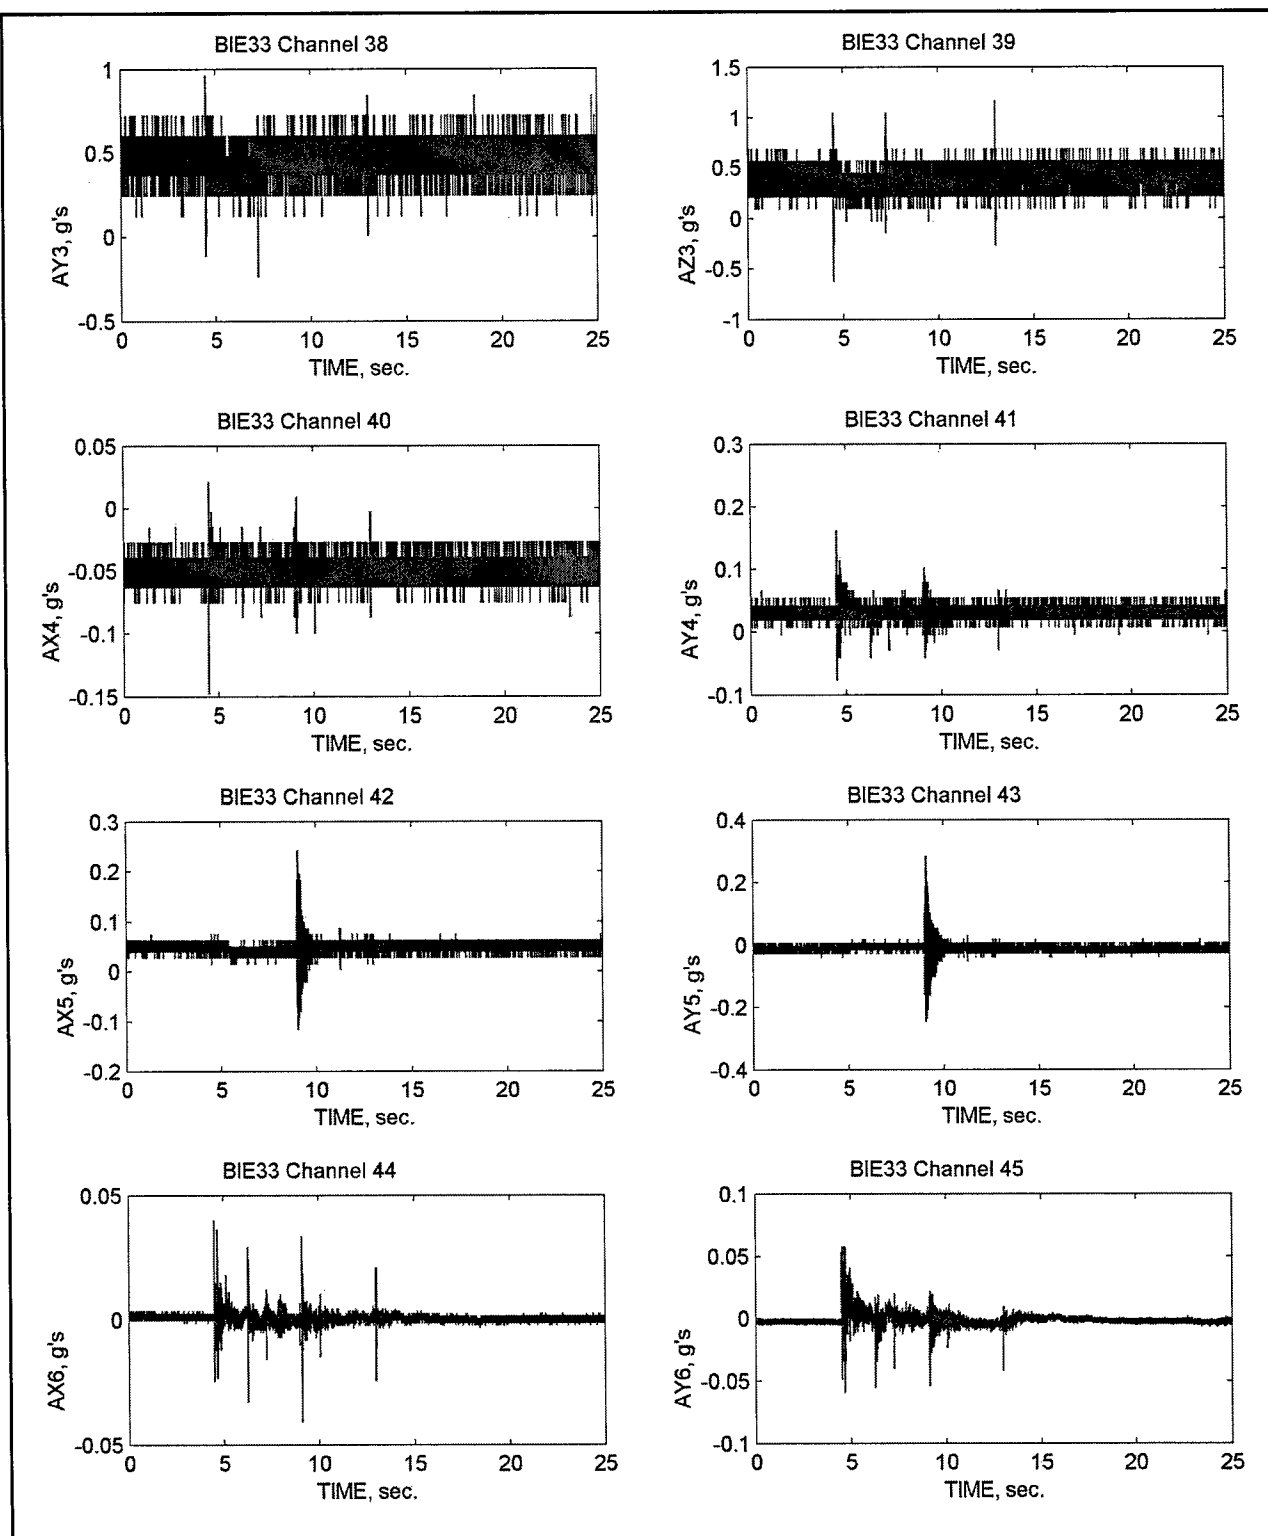 BIE33 Channel 38
BIE33 Channel 39
1
0.5
0
-0.5
AY3, g's
0 5 10 15 20 25
TIME, sec.
1.5
1
0.5
0
-0.5
-1
AZ3, g's
0 5 10 15 20 25
TIME, sec.
BIE33 Channel 40
BIE33 Channel 41
0.05
0
-0.05
-0.1
-0.15
AX4, g's
0 5 10 15 20 25
TIME, sec.
0.3
0.2
0.1
0
-0.1
AY4, g's
0 5 10 15 20 25
TIME, sec.
BIE33 Channel 42
BIE33 Channel 43
0.3
0.2
0.1
0
-0.1
-0.2
AX5, g's
0 5 10 15 20 25
TIME, sec.
0.4
0.2
0
-0.2
-0.4
AY5, g's
0 5 10 15 20 25
TIME, sec.
BIE33 Channel 44
BIE33 Channel 45
0.05
0
-0.05
AX6, g's
0 5 10 15 20 25
TIME, sec.
0.1
0.05
0
-0.05
-0.1
AY6, g's
0 5 10 15 20 25
TIME, sec.